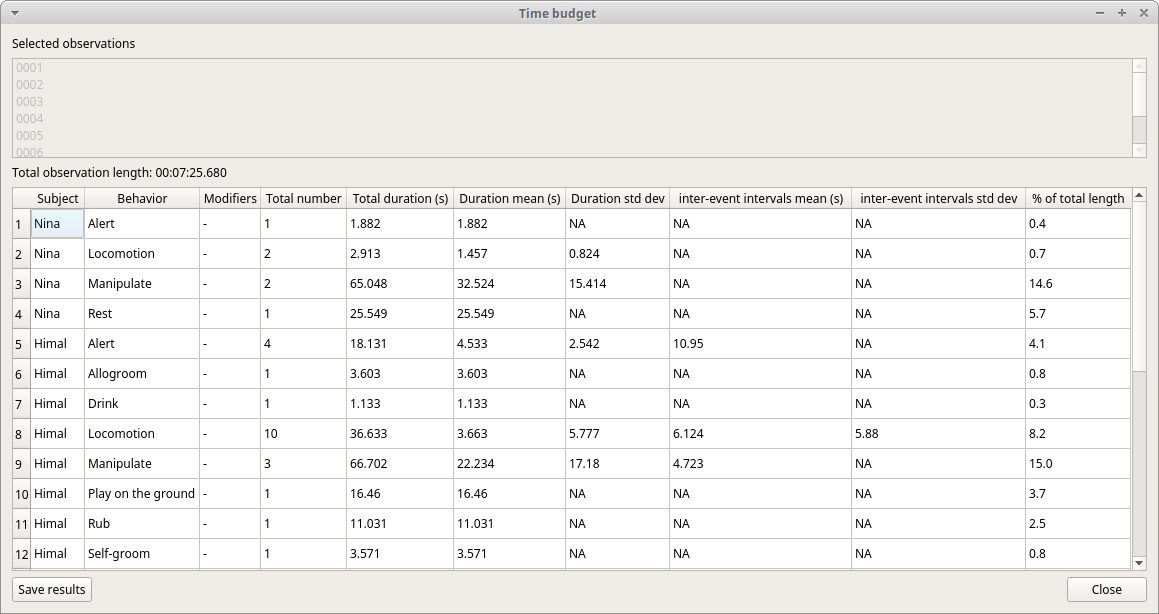 Time budget
Selected observations
0001
0002
0003
0004
0005
0006
Total observation length: 00:07:25.680
Subject Behavior Modifiers Total number Total duration (s) Duration mean (s) Duration std dev inter-event intervals mean (s) inter-event intervals std dev % of total length
1 Nina Alert - 1 1.882 1.882 NA NA NA 0.4
2 Nina Locomotion - 2 2.913 1.457 0.824 NA NA 0.7
3 Nina Manipulate - 2 65.048 32.524 15.414 NA NA 14.6
4 Nina Rest - 1 25.549 25.549 NA NA NA 5.7
5 Himal Alert - 4 18.131 4.533 2.542 10.95 NA 4.1
6 Himal Allogroom - 1 3.603 3.603 NA NA NA 0.8
7 Himal Drink - 1 1.133 1.133 NA NA NA 0.3
8 Himal Locomotion - 10 36.633 3.663 5.777 6.124 5.88 8.2
9 Himal Manipulate - 3 66.702 22.234 17.18 4.723 NA 15.0
10 Himal Play on the ground - 1 16.46 16.46 NA NA NA 3.7
11 Himal Rub - 1 11.031 11.031 NA NA NA 2.5
12 Himal Self-groom - 1 3.571 3.571 NA NA NA 0.8
Save results Close